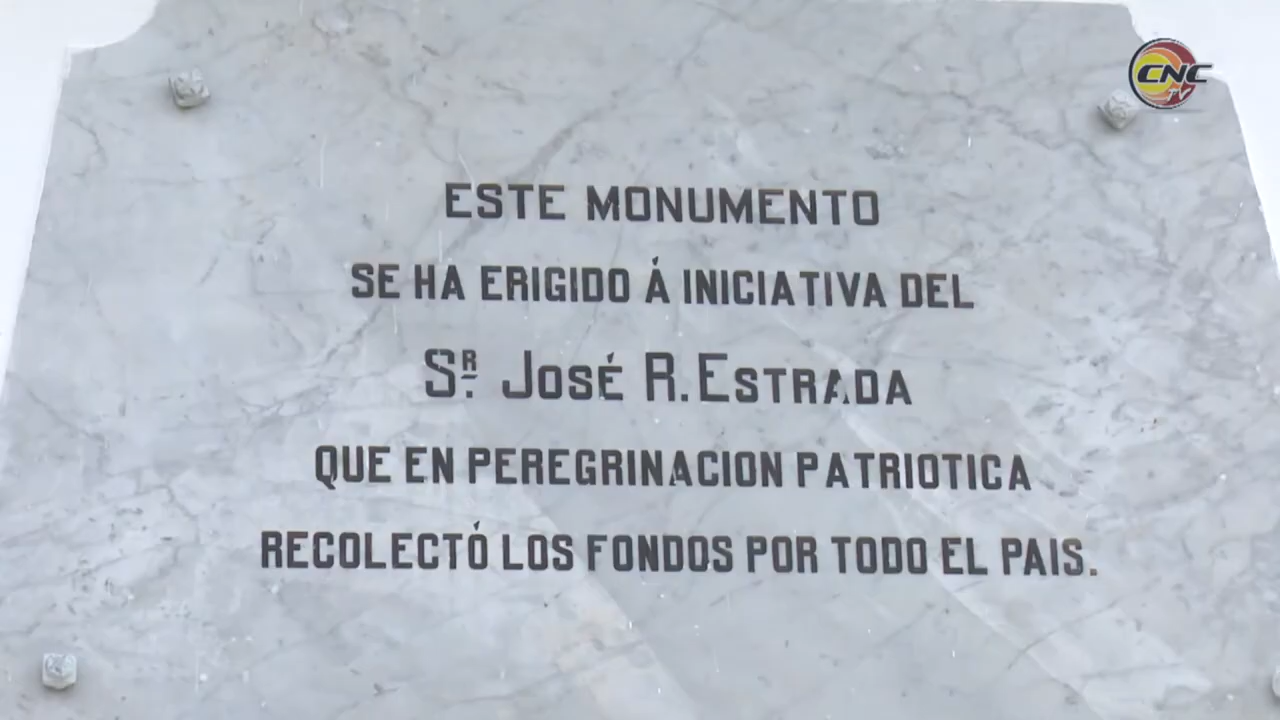 CNC
TV
ESTE MONUMENTO
SE HA ERIGIDO Á INICIATIVA DEL
SR. JOSÉ R. ESTRADA
QUE EN PEREGRINACION PATRIOTICA
RECOLECTÓ LOS FONDOS POR TODO EL PAIS.